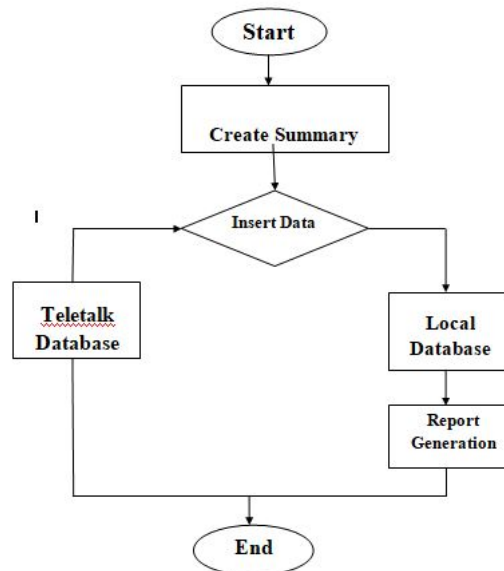 Start
Create Summary
Insert Data
Teletalk
Database
Local
Database
Report
Generation
End